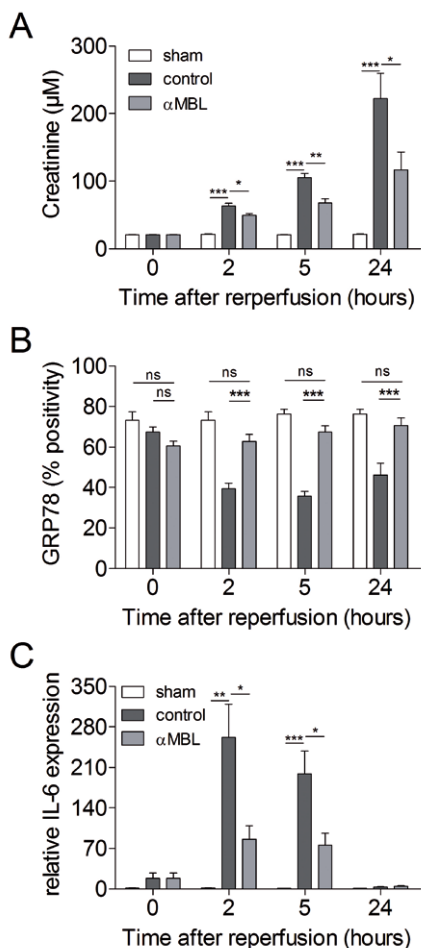 A
Creatinine (µM)
300
200
100
0
sham
control
αMBL
*** *
*** **
*** *
0 2 5 24
Time after rerperfusion (hours)
B
GRP78 (% positivity)
100
80
60
40
20
0
ns ns ns ns
ns *** *** ***
0 2 5 24
Time after reperfusion (hours)
C
relative IL-6 expression
350
280
210
140
70
0
sham
control
αMBL
** *
*** *
0 2 5 24
Time after reperfusion (hours)